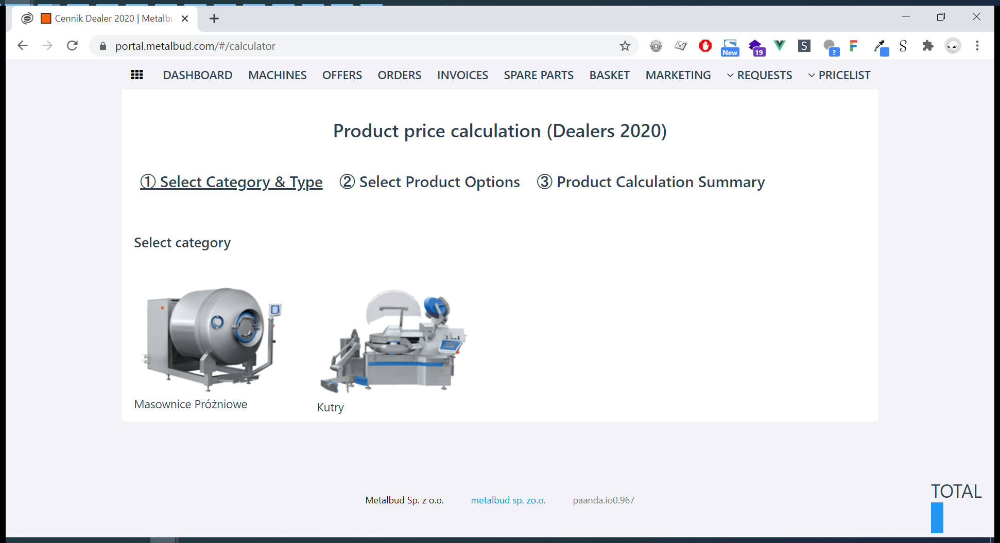 Cennik Dealer 2020 | Metalbu
portal.metalbud.com/#/calculator
New
19
S
?
F
S
DASHBOARD MACHINES OFFERS ORDERS INVOICES SPARE PARTS BASKET MARKETING REQUESTS PRICELIST
Product price calculation (Dealers 2020)
① Select Category & Type ② Select Product Options ③ Product Calculation Summary
Select category
Masownice Próżniowe
Kutry
TOTAL
Metalbud Sp. z o.o. metalbud sp. zo.o. paanda.io0.967